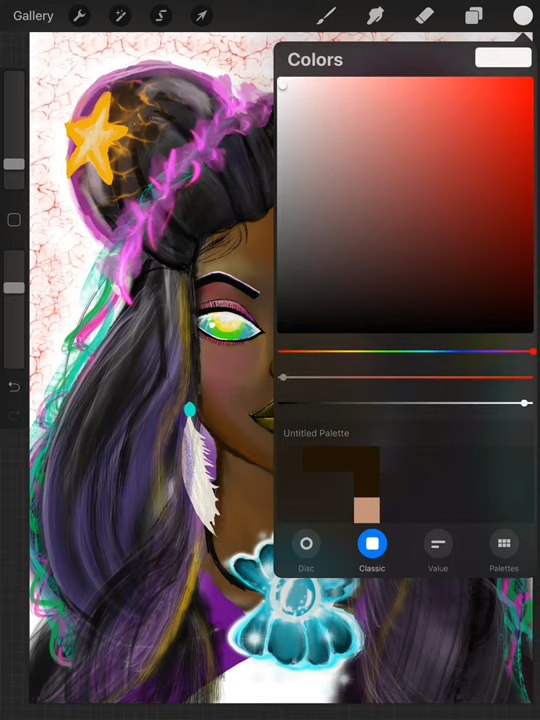 Gallery
Colors
Untitled Palette
Disc
Classic
Value
Palettes